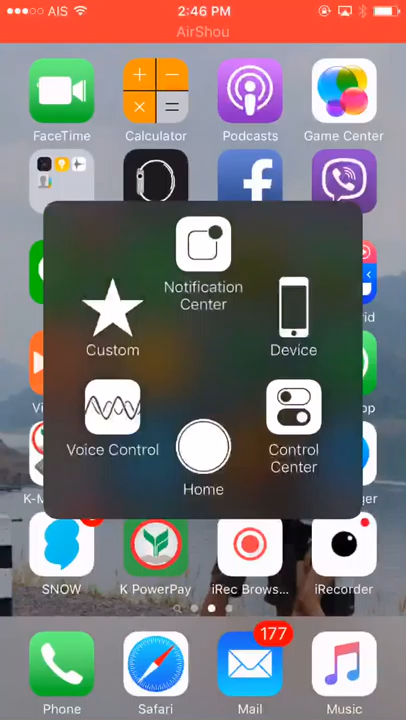 AIS 2:46 PM
AirShou
FaceTime Calculator Podcasts Game Center
Notification
Center
Custom Device
Voice Control Control
Center
Home
K-M
SNOW K PowerPay iRec Brows... iRecorder
177
Phone Safari Mail Music